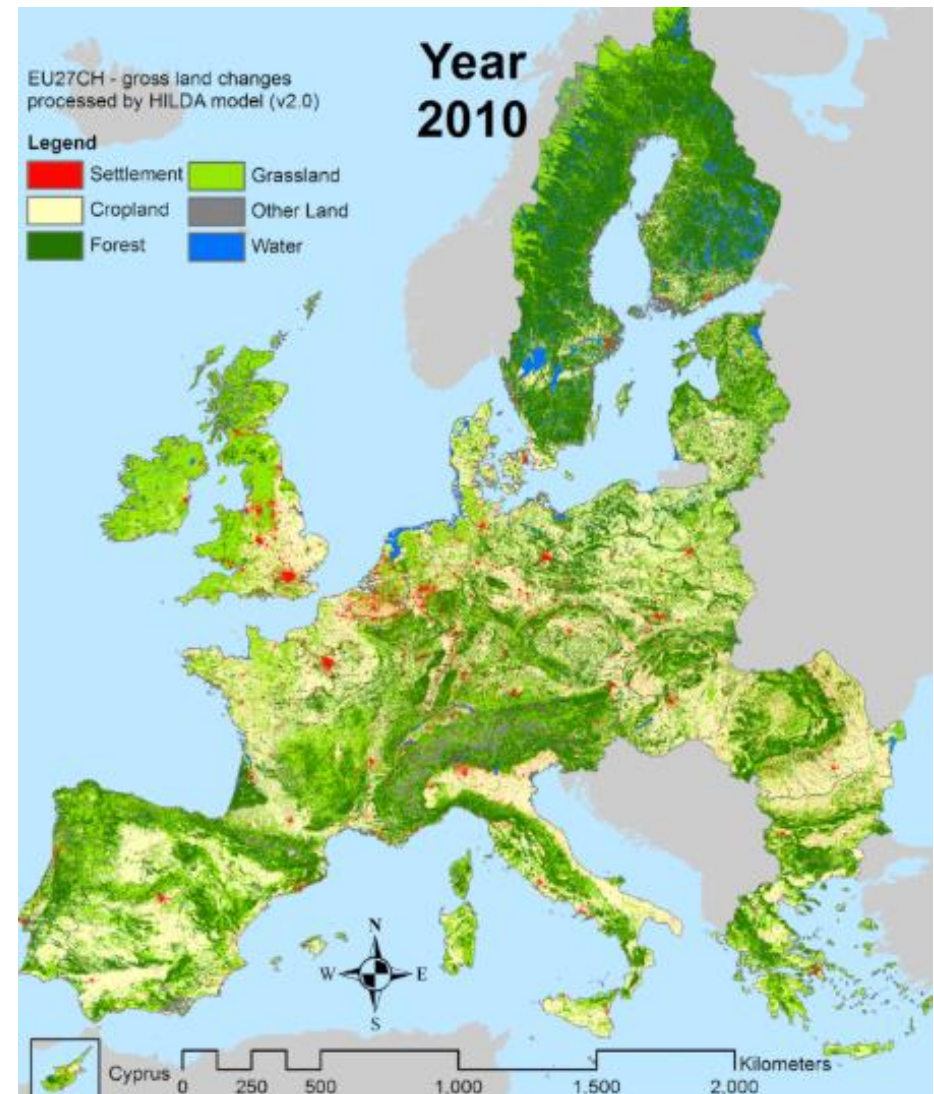 Year
2010
EU27CH - gross land changes
processed by HILDA model (v2.0)
Legend
Settlement Grassland
Cropland Other Land
Forest Water
N
W E
S
Cyprus
Kilometers
0 250 500 1.000 1.500 2.000